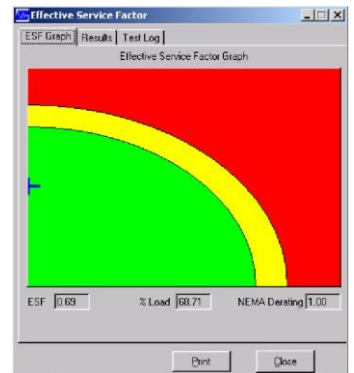 Effective Service Factor
ESF Graph Results Test Log
Effective Service Factor Graph
ESF 0.69 % Load 68.71 NEMA Derating 1.00
Print Close